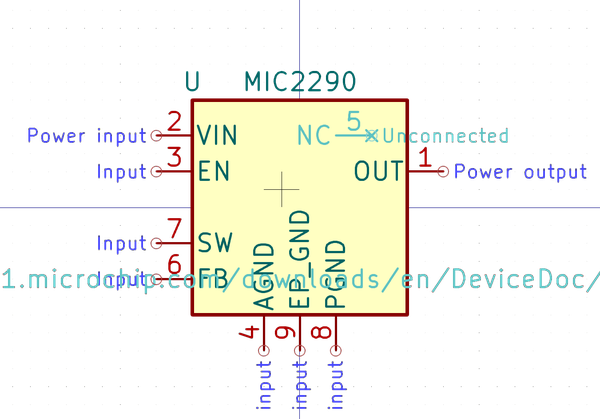 U MIC2290
Power input 2 VIN NC 5 Unconnected
Input 3 EN OUT 1 Power output
Input 7 SW
Input 6 FB
1.microchip.com/downloads/en/DeviceDoc/
AGND EP_GND PGND
4 9 8
input input input